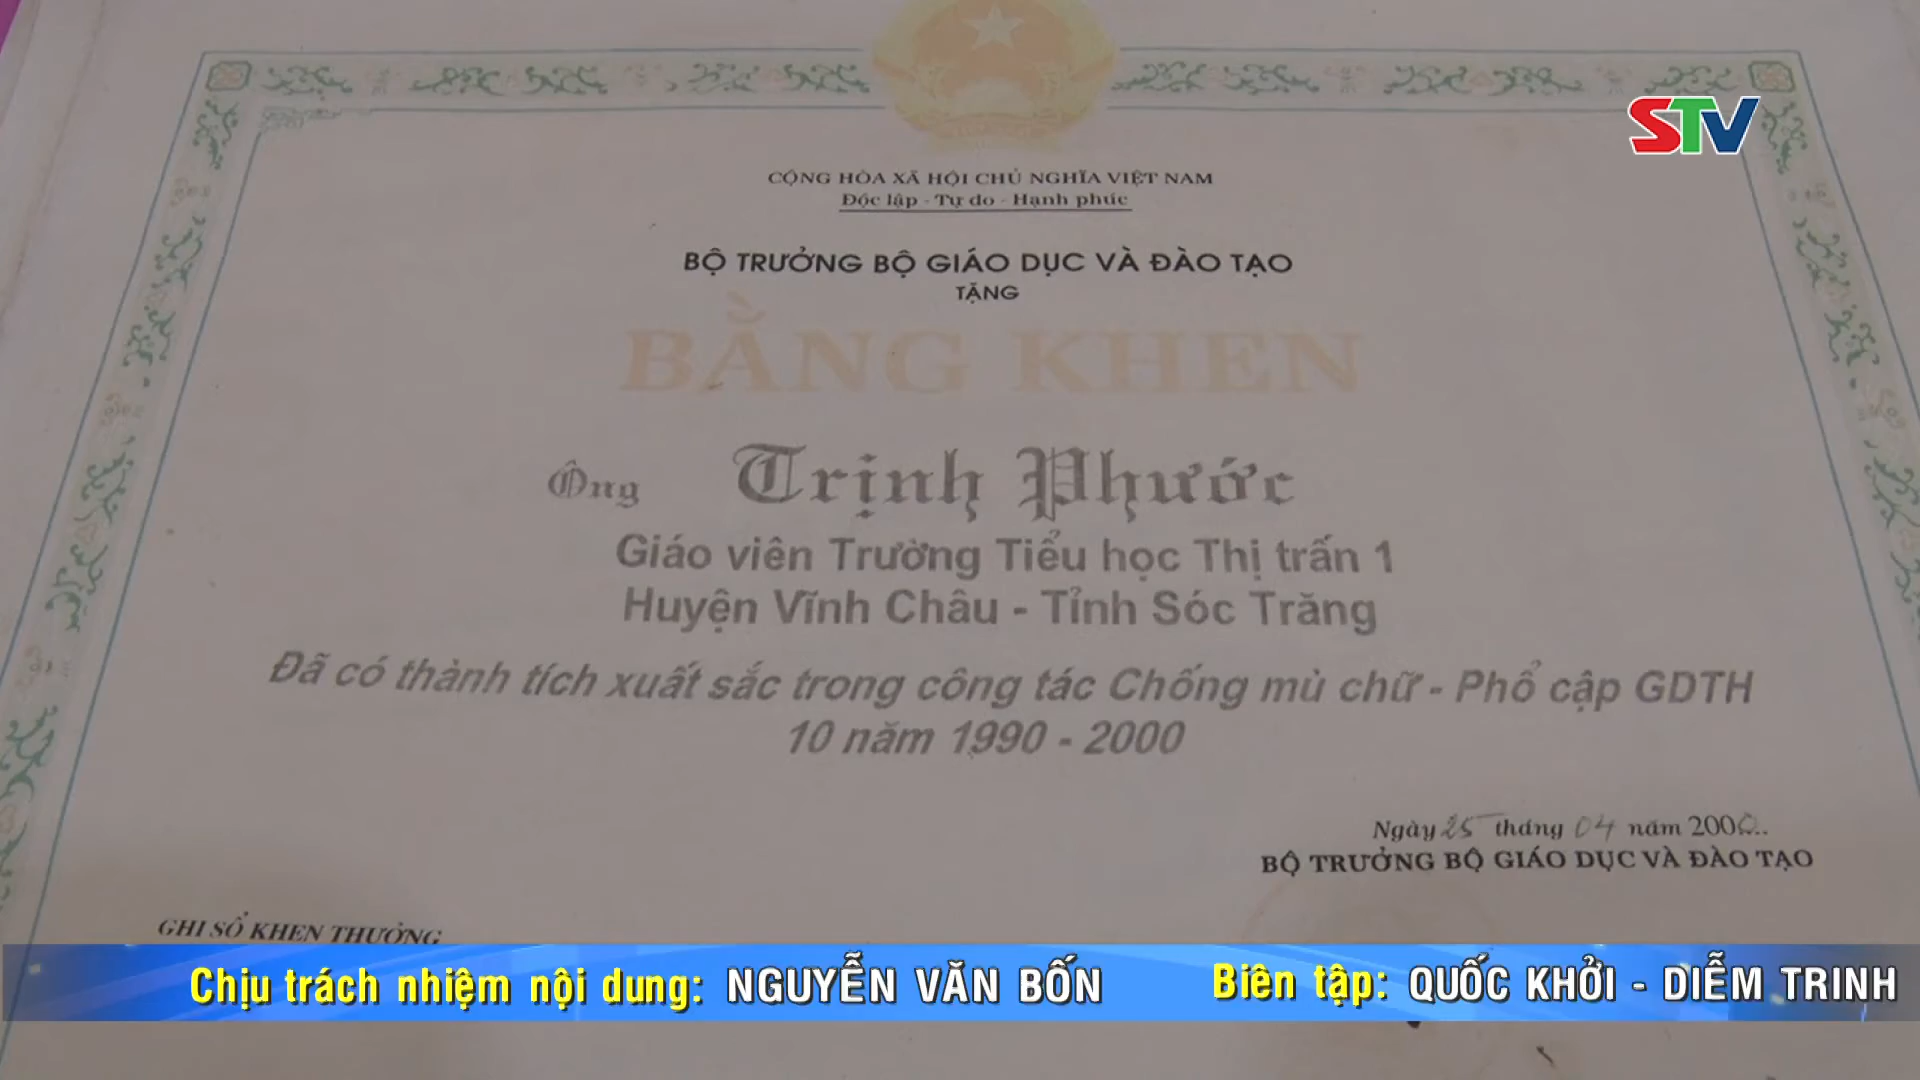 STV
CỘNG HÒA XÃ HỘI CHỦ NGHĨA VIỆT NAM
Độc lập - Tự do - Hạnh phúc
BỘ TRƯỞNG BỘ GIÁO DỤC VÀ ĐÀO TẠO
TẶNG
BẰNG KHEN
Ông Trịnh Phước
Giáo viên Trường Tiểu học Thị trấn 1
Huyện Vĩnh Châu - Tỉnh Sóc Trăng
Đã có thành tích xuất sắc trong công tác Chống mù chữ - Phổ cập GDTH
10 năm 1990 - 2000
Ngày 25 tháng 04 năm 2000..
BỘ TRƯỞNG BỘ GIÁO DỤC VÀ ĐÀO TẠO
GHI SỔ KHEN THƯỞNG
Chịu trách nhiệm nội dung: NGUYỄN VĂN BỐN Biên tập: QUỐC KHỞI - DIỄM TRINH